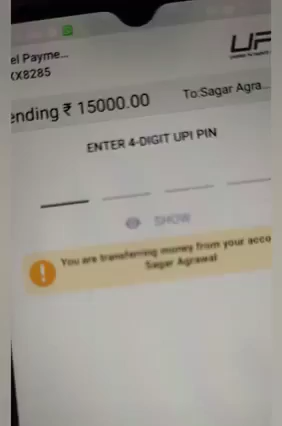 el Payme...
UP
XX8285
ending ₹ 15000.00
To:Sagar Agra...
ENTER 4-DIGIT UPI PIN
SHOW
You are transferring money from your acco
Sagar Agrawal